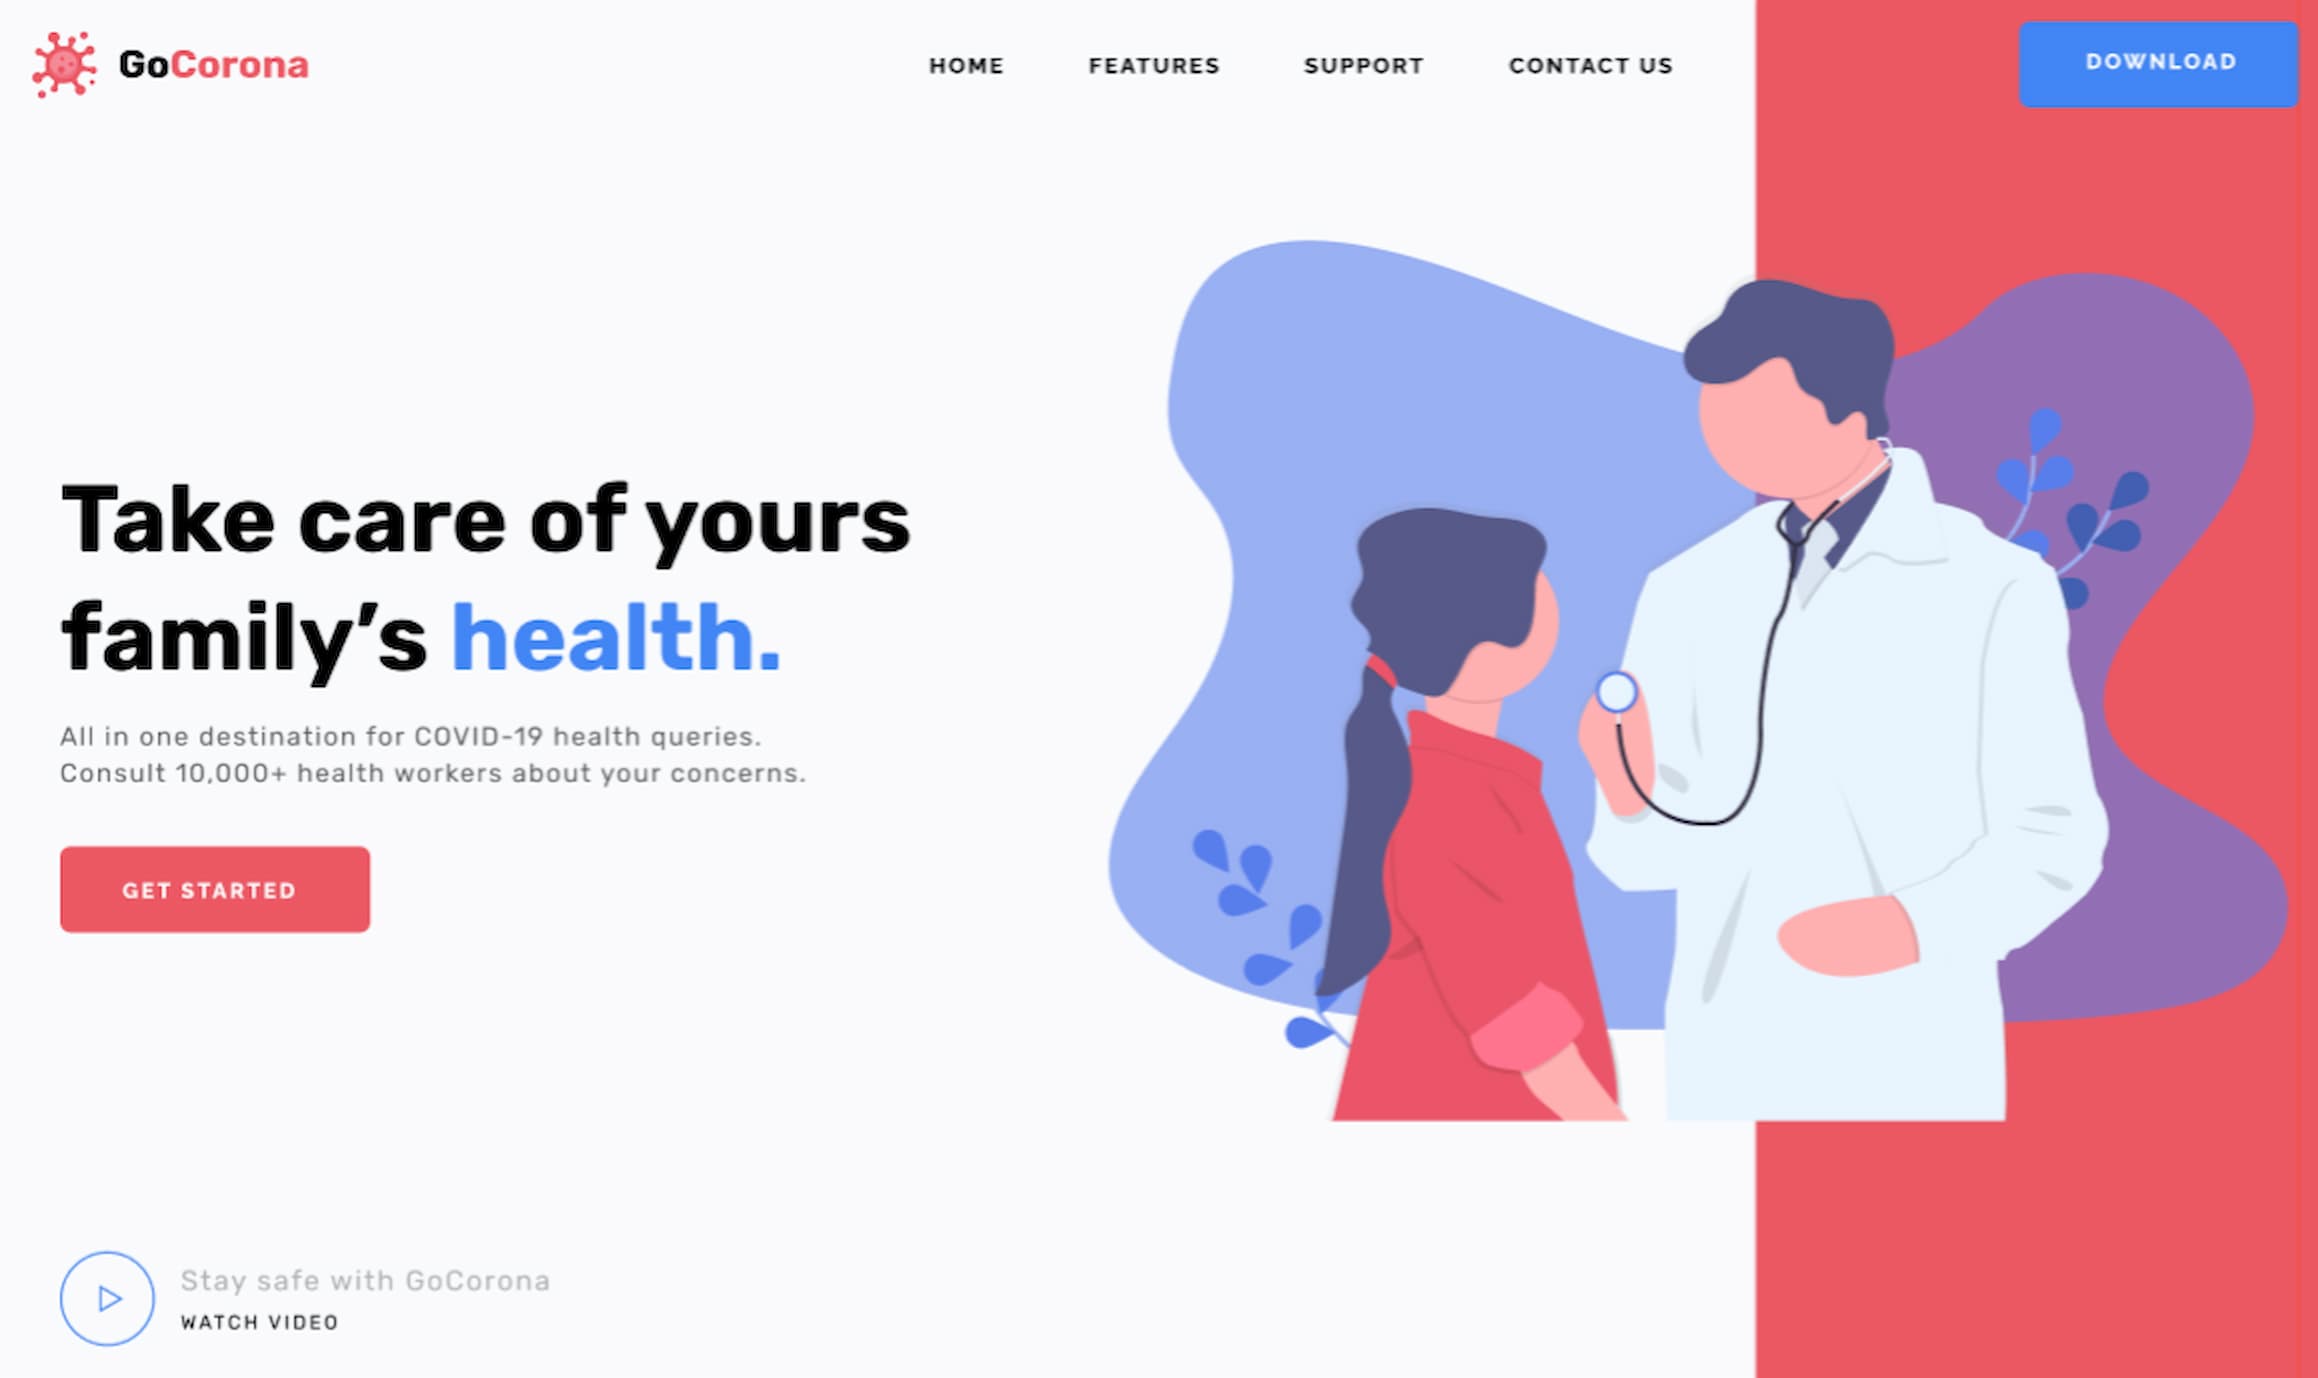 GoCorona
HOME FEATURES SUPPORT CONTACT US DOWNLOAD
Take care of yours
family’s health.
All in one destination for COVID-19 health queries.
Consult 10,000+ health workers about your concerns.
GET STARTED
Stay safe with GoCorona
WATCH VIDEO